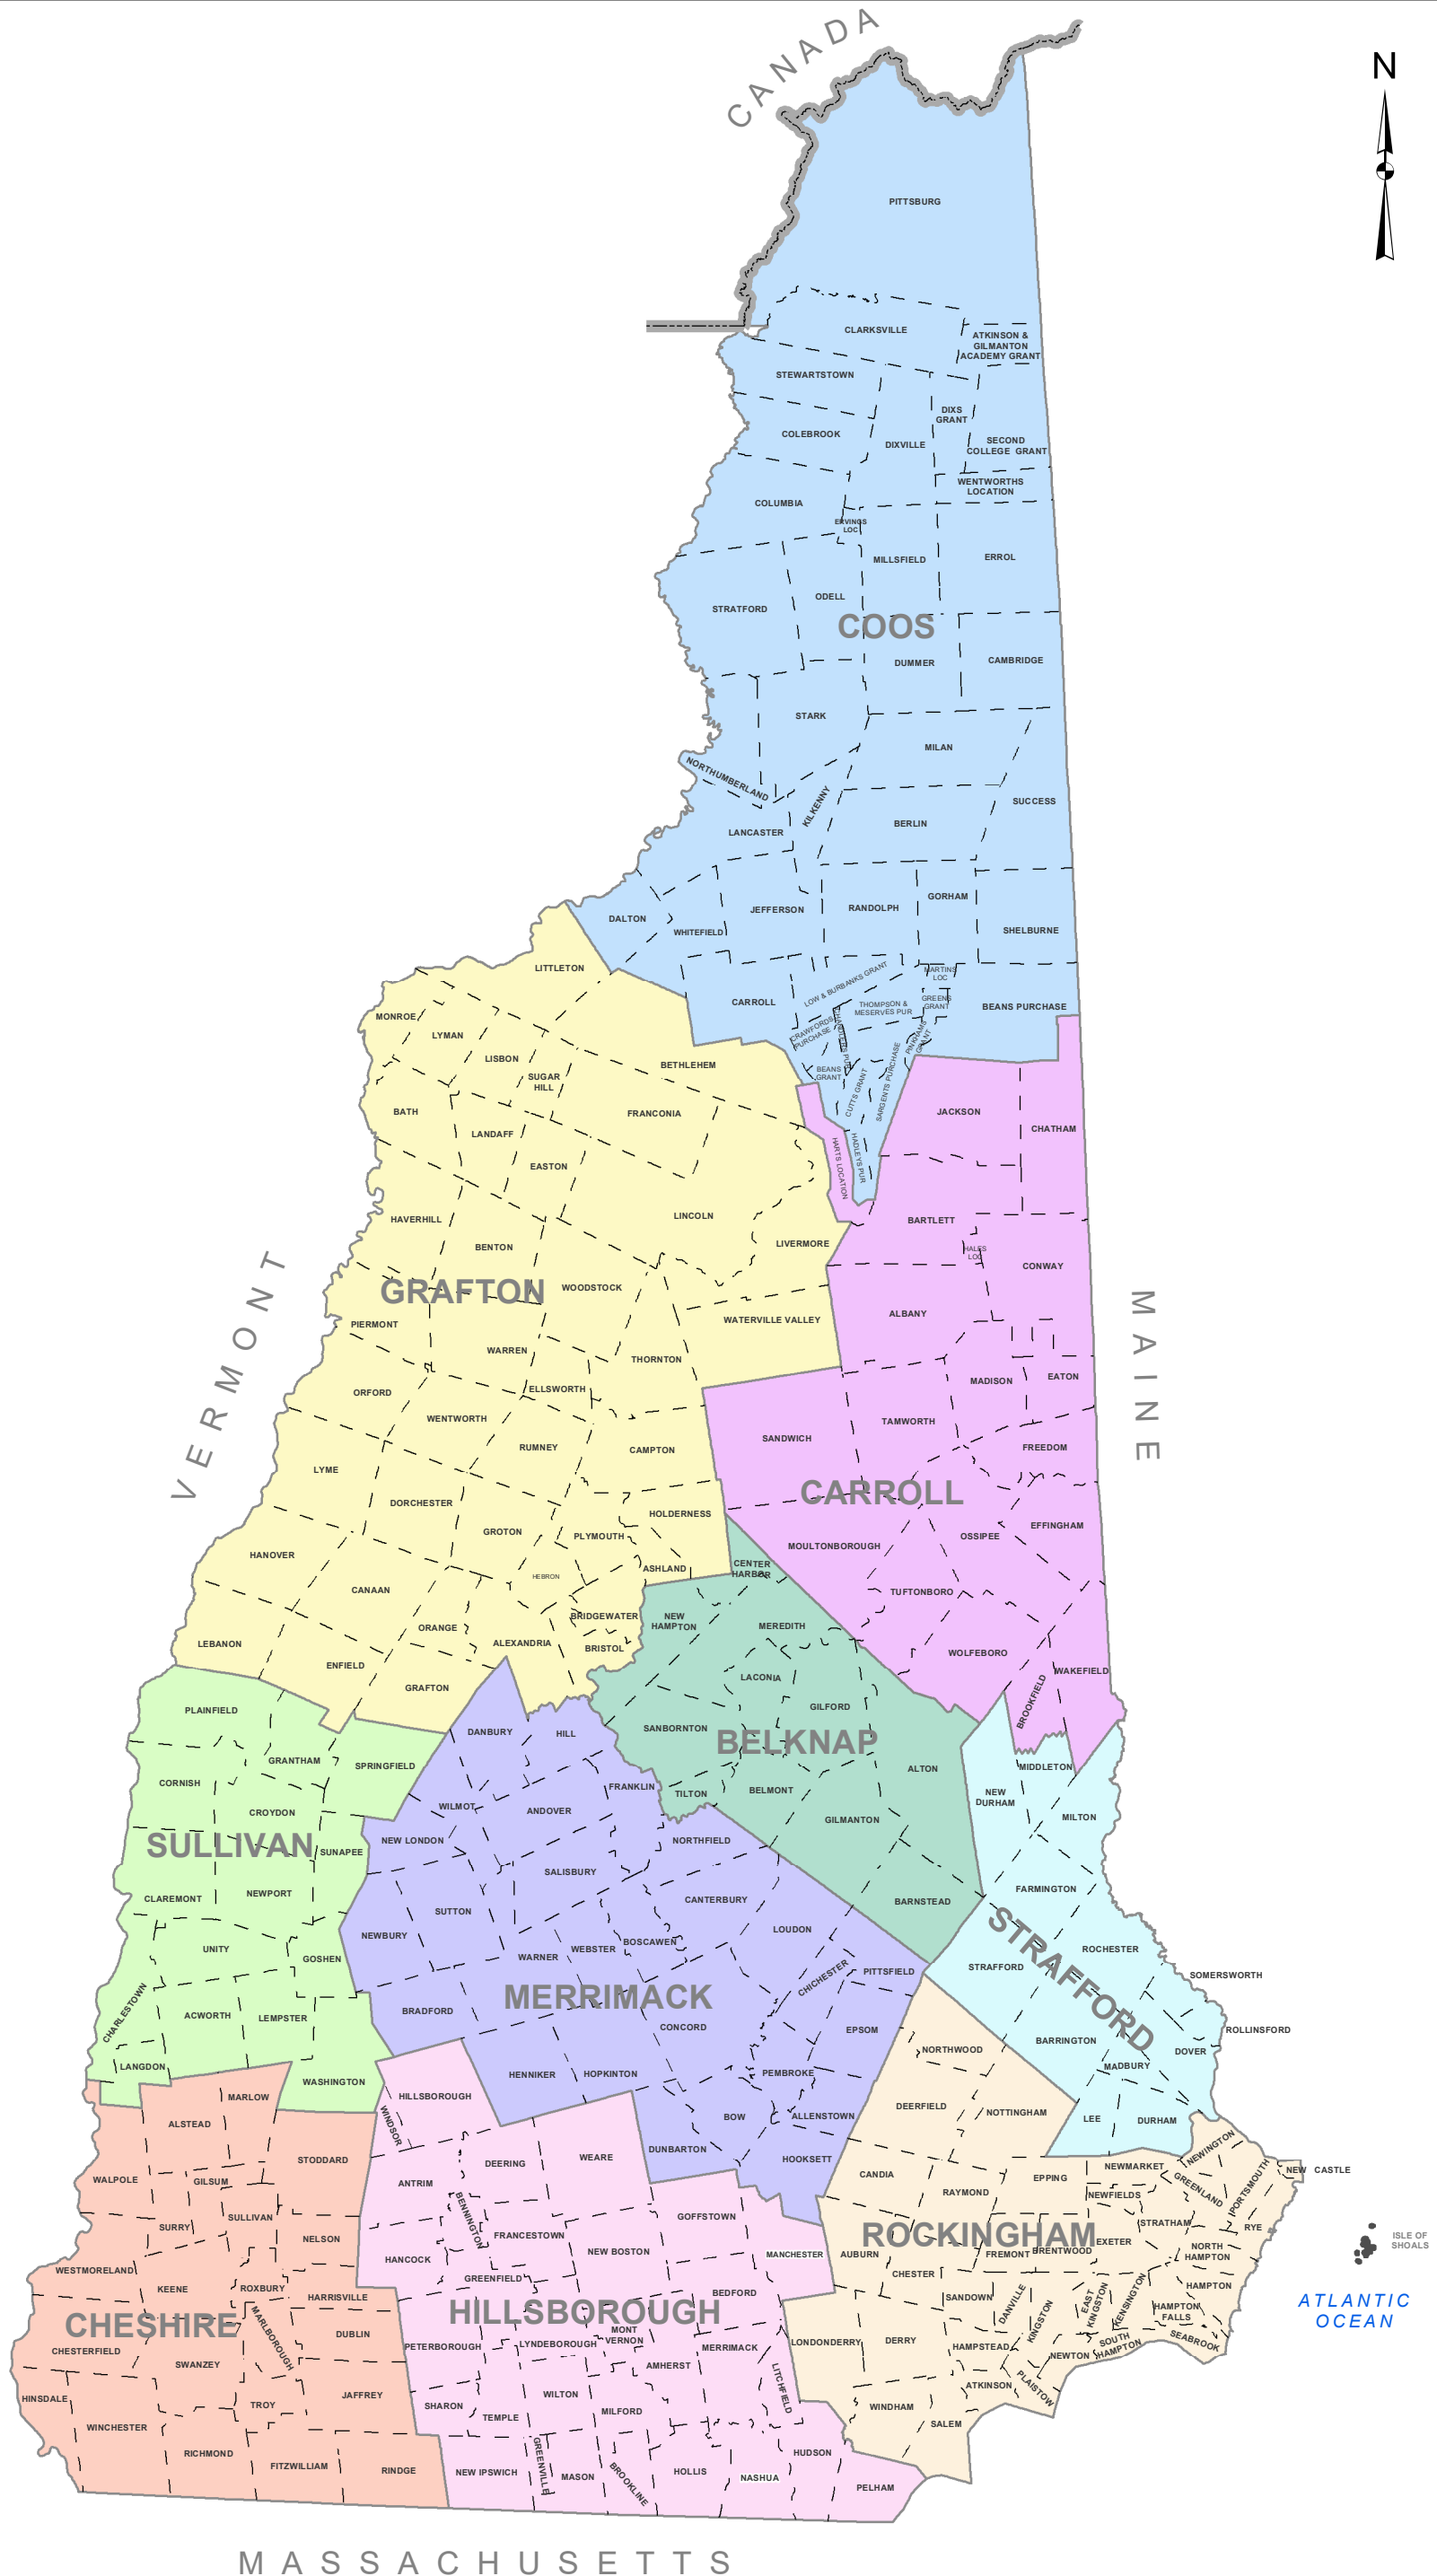 CANADA
N
PITTSBURG
CLARKSVILLE
ATKINSON &
GILMANTON
ACADEMY GRANT
STEWARTSTOWN
DIXS
GRANT
COLEBROOK
DIXVILLE
SECOND
COLLEGE GRANT
WENTWORTHS
LOCATION
COLUMBIA
ERVINGS
LOC
MILLSFIELD
ERROL
ODELL
STRATFORD
COOS
DUMMER
CAMBRIDGE
STARK
MILAN
NORTHUMBERLAND
KILKENNY
SUCCESS
LANCASTER
BERLIN
JEFFERSON
RANDOLPH
GORHAM
DALTON
WHITEFIELD
SHELBURNE
LITTLETON
CARROLL
LOW & BURBANKS GRANT
MARTINS
LOC
GREENS
GRANT
THOMPSON &
MESERVES PUR
BEANS PURCHASE
CRAWFORDS
PURCHASE
CHANDLERS PUR
PINKHAMS
GRANT
MONROE
LYMAN
LISBON
SUGAR
HILL
BETHLEHEM
BEANS
GRANT
CUTTS GRANT
SARGENTS PURCHASE
BATH
FRANCONIA
JACKSON
CHATHAM
LANDAFF
EASTON
HARTS LOCATION
HADLEYS PUR
HAVERHILL
LINCOLN
BARTLETT
BENTON
LIVERMORE
HALES
LOC
CONWAY
VERMONT
GRAFTON
WOODSTOCK
MAINE
PIERMONT
WATERVILLE VALLEY
ALBANY
WARREN
THORNTON
ORFORD
ELLSWORTH
MADISON
EATON
WENTWORTH
TAMWORTH
RUMNEY
CAMPTON
SANDWICH
FREEDOM
LYME
CARROLL
DORCHESTER
HOLDERNESS
GROTON
PLYMOUTH
MOULTONBOROUGH
OSSIPEE
EFFINGHAM
HANOVER
ASHLAND
CENTER
HARBOR
HEBRON
CANAAN
TUFTONBORO
BRIDGEWATER
NEW
HAMPTON
MEREDITH
ORANGE
LEBANON
ALEXANDRIA
BRISTOL
WOLFEBORO
ENFIELD
LACONIA
WAKEFIELD
BROOKFIELD
GRAFTON
PLAINFIELD
GILFORD
DANBURY
HILL
SANBORNTON
BELKNAP
GRANTHAM
SPRINGFIELD
ALTON
MIDDLETON
CORNISH
FRANKLIN
TILTON
BELMONT
NEW
DURHAM
CROYDON
WILMOT
ANDOVER
GILMANTON
MILTON
SULLIVAN
SUNAPEE
NEW LONDON
NORTHFIELD
SALISBURY
CLAREMONT
NEWPORT
CANTERBURY
BARNSTEAD
FARMINGTON
SUTTON
NEWBURY
LOUDON
STRAFFORD
UNITY
GOSHEN
WARNER
WEBSTER
BOSCAWEN
ROCHESTER
CHICHESTER
PITTSFIELD
STRAFFORD
SOMERSWORTH
CHARLESTOWN
ACWORTH
LEMPSTER
BRADFORD
MERRIMACK
CONCORD
EPSOM
BARRINGTON
ROLLINSFORD
DOVER
LANGDON
WASHINGTON
HENNIKER
HOPKINTON
PEMBROKE
NORTHWOOD
MADBURY
MARLOW
HILLSBOROUGH
ALSTEAD
WINDSOR
BOW
ALLENSTOWN
DEERFIELD
NOTTINGHAM
LEE
DURHAM
STODDARD
DEERING
WEARE
DUNBARTON
HOOKSETT
NEWINGTON
WALPOLE
GILSUM
ANTRIM
CANDIA
RAYMOND
EPPING
NEWMARKET
NEW CASTLE
NEWFIELDS
GREENLAND
PORTSMOUTH
SURRY
SULLIVAN
NELSON
BENNINGTON
FRANCESTOWN
GOFFSTOWN
ROCKINGHAM
STRATHAM
RYE
ISLE OF
SHOALS
WESTMORELAND
HANCOCK
NEW BOSTON
MANCHESTER
AUBURN
FREMONT
BRENTWOOD
EXETER
NORTH
HAMPTON
KEENE
ROXBURY
HARRISVILLE
GREENFIELD
BEDFORD
CHESTER
SANDOWN
DANVILLE
KINGSTON
EAST
KINGSTON
KENSINGTON
HAMPTON
HAMPTON
FALLS
ATLANTIC
OCEAN
CHESHIRE
MARLBOROUGH
DUBLIN
HILLSBOROUGH
MONT
VERNON
CHESTERFIELD
PETERBOROUGH
LYNDEBOROUGH
MERRIMACK
LONDONDERRY
DERRY
HAMPSTEAD
NEWTON
SOUTH
HAMPTON
SEABROOK
SWANZEY
AMHERST
LITCHFIELD
ATKINSON
PLAISTOW
HINSDALE
TROY
JAFFREY
SHARON
TEMPLE
WILTON
MILFORD
WINDHAM
SALEM
WINCHESTER
RICHMOND
FITZWILLIAM
RINDGE
NEW IPSWICH
GREENVILLE
MASON
BROOKLINE
HOLLIS
NASHUA
HUDSON
PELHAM
MASSACHUSETTS